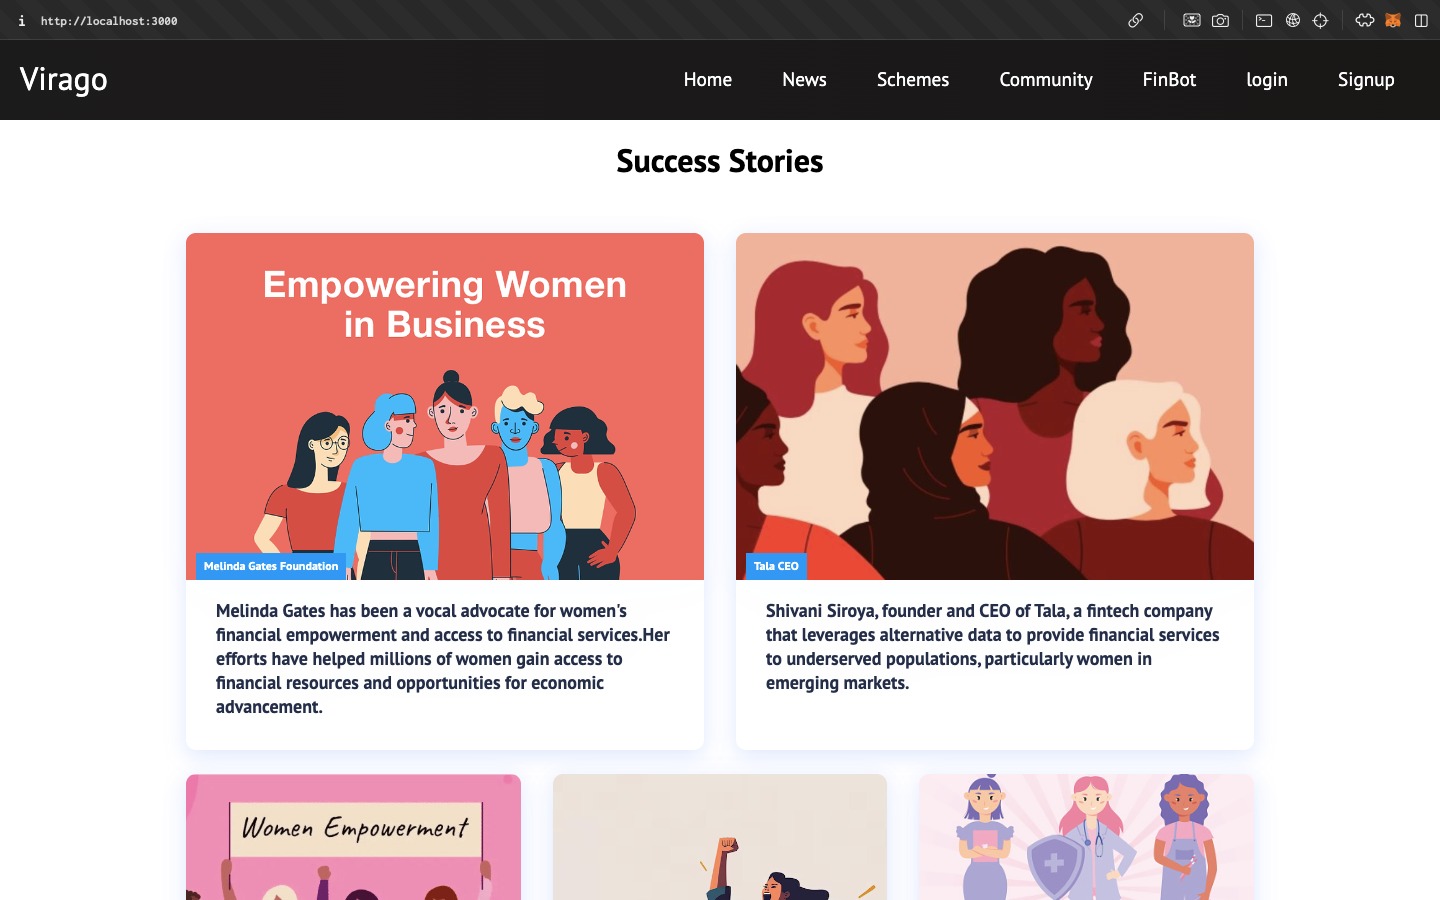 http://localhost:3000
Virago
Home News Schemes Community FinBot login Signup
Success Stories
Empowering Women
in Business
Melinda Gates Foundation
Melinda Gates has been a vocal advocate for women's
financial empowerment and access to financial services.Her
efforts have helped millions of women gain access to
financial resources and opportunities for economic
advancement.
Tala CEO
Shivani Siroya, founder and CEO of Tala, a fintech company
that leverages alternative data to provide financial services
to underserved populations, particularly women in
emerging markets.
Women Empowerment